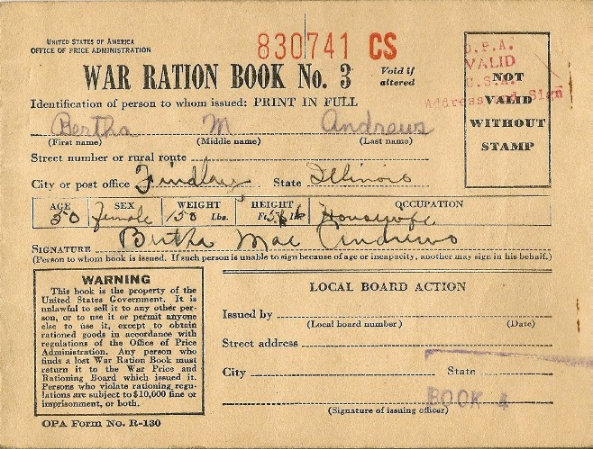 UNITED STATES OF AMERICA
OFFICE OF PRICE ADMINISTRATION
830741 CS
WAR RATION BOOK No. 3
Void if
altered
O.P.A.
VALID
U.S.A.
Address and Sign
NOT
VALID
WITHOUT
STAMP
Identification of person to whom issued: PRINT IN FULL
Bertha M Andrews
(First name) (Middle name) (Last name)
Street number or rural route
City or post office Findlay State Illinois
AGE SEX WEIGHT HEIGHT OCCUPATION
50 Female 150 Lbs. Ft. In. Housewife
SIGNATURE Bertha Mae Andrews
(Person to whom book is issued. If such person is unable to sign because of age or incapacity, another may sign in his behalf.)
WARNING
This book is the property of the
United States Government. It is
unlawful to sell it to any other per-
son, or to use it or permit anyone
else to use it, except to obtain
rationed goods in accordance with
regulations of the Office of Price
Administration. Any person who
finds a lost War Ration Book must
return it to the War Price and
Rationing Board which issued it.
Persons who violate rationing regu-
lations are subject to $10,000 fine or
imprisonment, or both.
OPA Form No. R-130
LOCAL BOARD ACTION
Issued by
(Local board number) (Date)
Street address
City State
BOOK 4
(Signature of issuing officer)